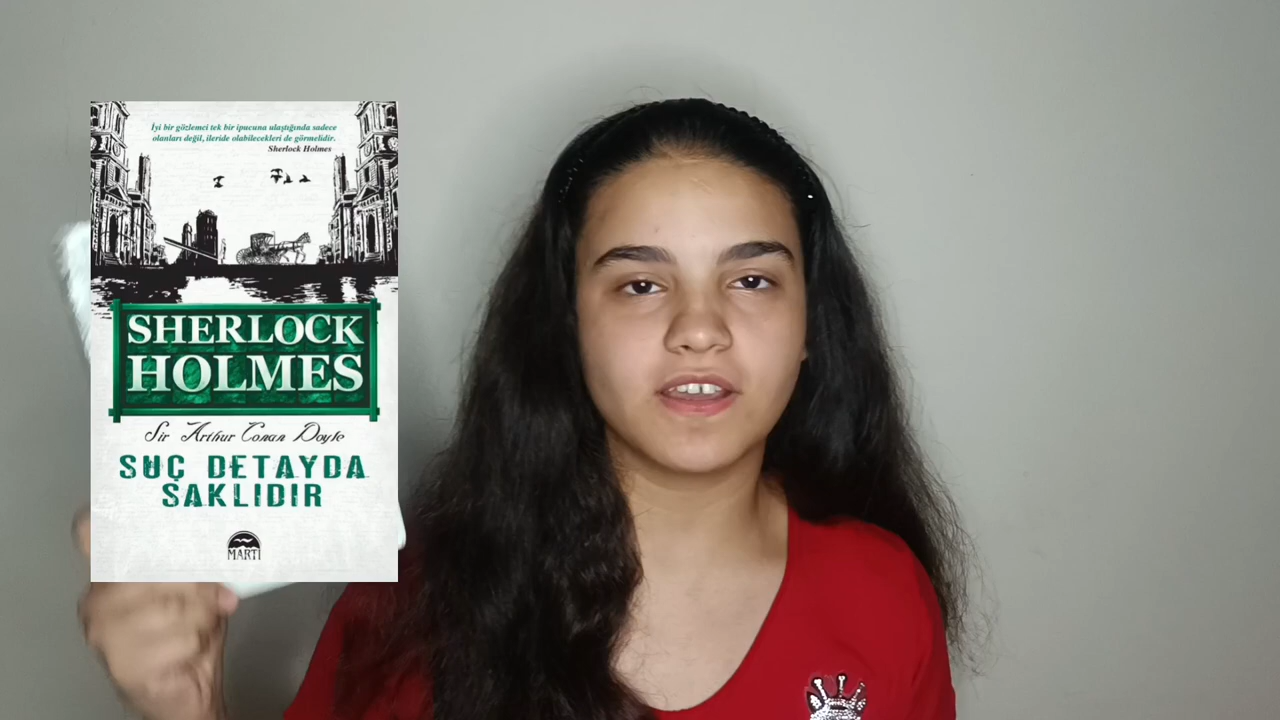 İyi bir gözlemci tek bir ipucuna ulaştığında sadece
olanları değil, ileride olabilecekleri de görmelidir.
Sherlock Holmes
SHERLOCK
HOLMES
Sir Arthur Conan Doyle
SUÇ DETAYDA
SAKLIDIR
MARTI